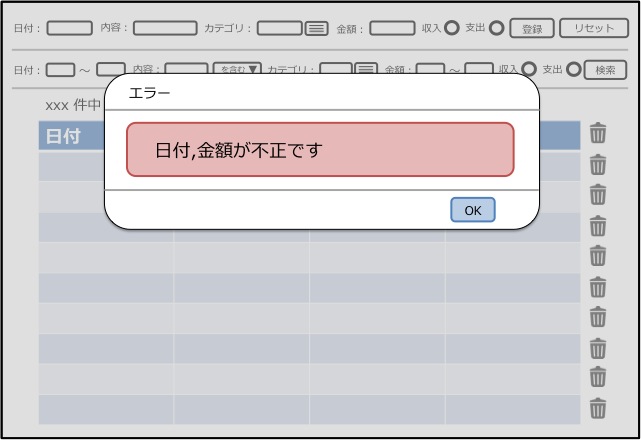 日付： 内容： カテゴリ： 金額： 収入 支出 登録 リセット
日付： ～ 内容： を含む▼ カテゴリ： 金額： ～ 収入 支出 検索
エラー
xxx 件中
日付
日付,金額が不正です
OK